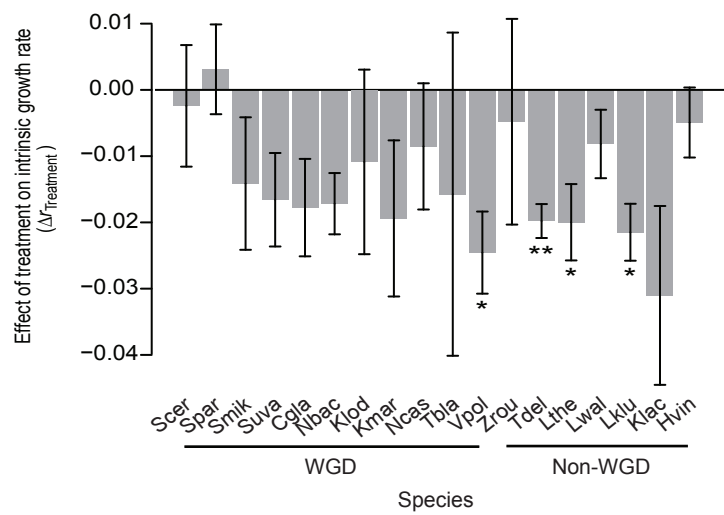 Effect of treatment on intrinsic growth rate
(Δr_Treatment)
0.01
0.00
−0.01
−0.02
−0.03
−0.04
*
**
*
*
Scer Spar Smik Suva Cgla Nbac Klod Kmar Ncas Tbla Vpol Zrou Tdel Lthe Lwal Lklu Klac Hvin
WGD Non-WGD
Species